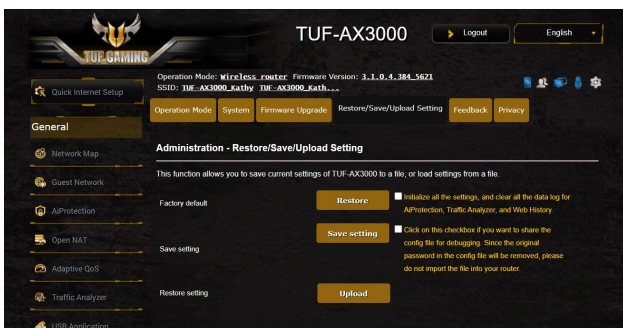 TUF GAMING
TUF-AX3000
Logout
English
Quick Internet Setup
General
Network Map
Guest Network
AiProtection
Open NAT
Adaptive QoS
Traffic Analyzer
USB Application
Operation Mode: Wireless router Firmware Version: 3.1.0.4.384_5621
SSID: TUF-AX3000_Kathy TUF-AX3000_Kath...
Operation Mode System Firmware Upgrade Restore/Save/Upload Setting Feedback Privacy
Administration - Restore/Save/Upload
Setting
This function allows you to save current settings of TUF-AX3000 to a file, or load settings from a file.
Factory default
Restore
Initialize all the settings, and clear all the data log for
AiProtection, Traffic Analyzer, and Web History.
Save setting
Save setting
Click on this checkbox if you want to share the
config file for debugging. Since the original
password in the config file will be removed, please
do not import the file into your router.
Restore setting
Upload